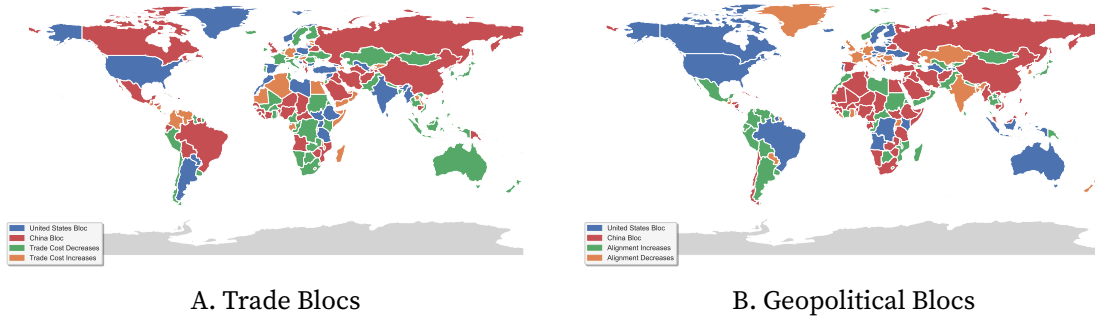 United States Bloc
China Bloc
Trade Cost Decreases
Trade Cost Increases
United States Bloc
China Bloc
Alignment Increases
Alignment Decreases
A. Trade Blocs
B. Geopolitical Blocs